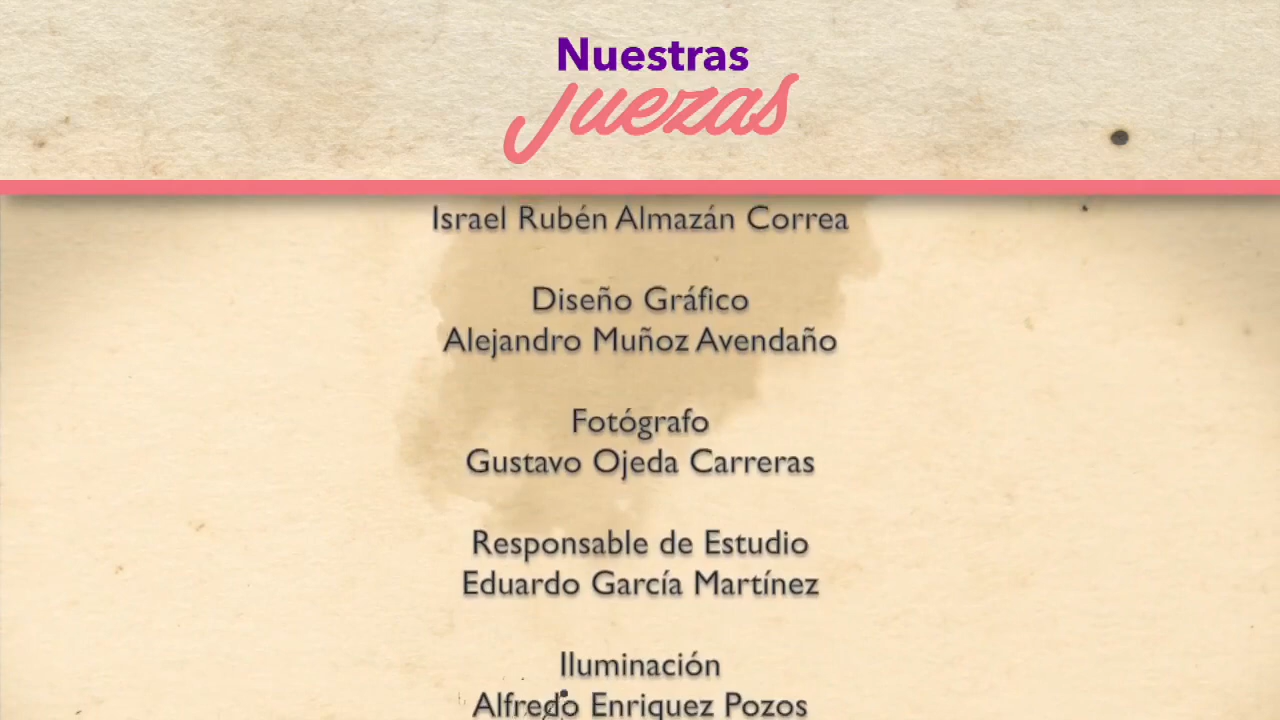 Nuestras
juezas
Israel Rubén Almazán Correa
Diseño Gráfico
Alejandro Muñoz Avendaño
Fotógrafo
Gustavo Ojeda Carreras
Responsable de Estudio
Eduardo García Martínez
Iluminación
Alfredo Enriquez Pozos